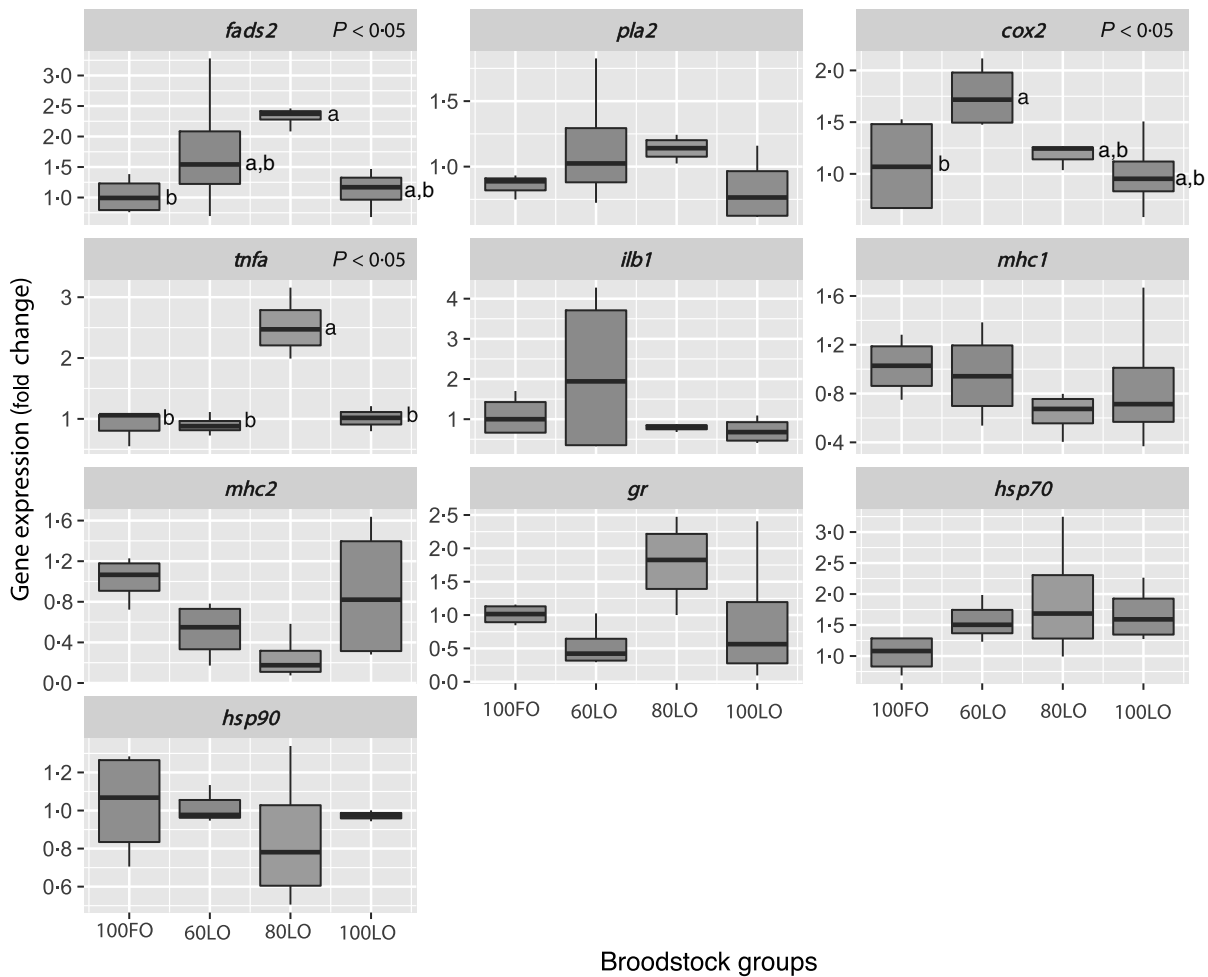 fads2 P < 0·05
pla2
cox2 P < 0·05
3·0
2·5
2·0
1·5
1·0
b
a,b
a
a,b
1·5
1·0
2·0
1·5
1·0
b
a
a,b
a,b
tnfa P < 0·05
ilb1
mhc1
3
2
1
b
b
a
b
4
3
2
1
1·6
1·2
0·8
0·4
mhc2
gr
hsp70
1·6
1·2
0·8
0·4
0·0
2·5
2·0
1·5
1·0
0·5
0·0
3·0
2·5
2·0
1·5
1·0
100FO 60LO 80LO 100LO
100FO 60LO 80LO 100LO
hsp90
1·2
1·0
0·8
0·6
100FO 60LO 80LO 100LO
Gene expression (fold change)
Broodstock groups